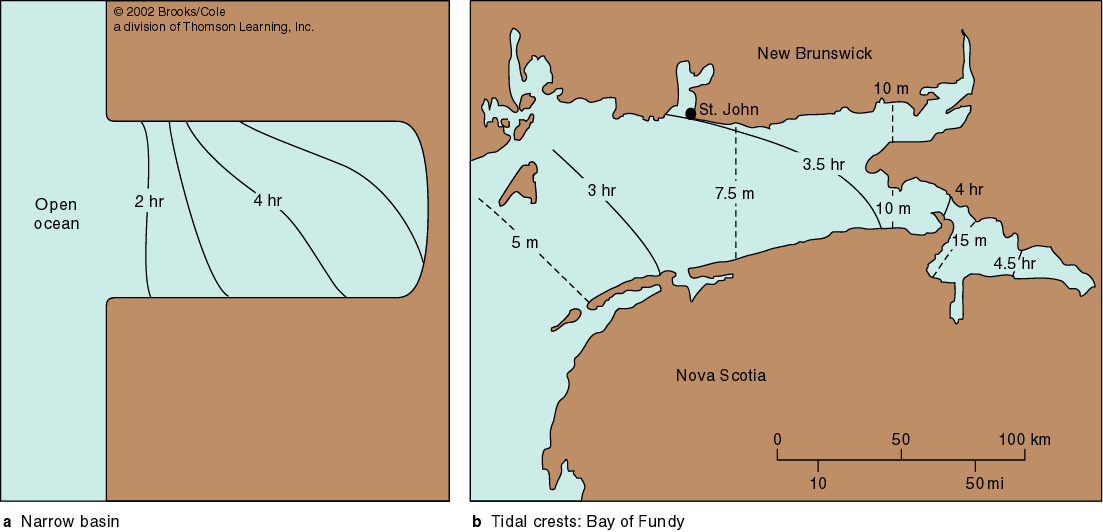 © 2002 Brooks/Cole
a division of Thomson Learning, Inc.
Open
ocean
2 hr
4 hr
a Narrow basin
New Brunswick
St. John
10 m
3.5 hr
3 hr
7.5 m
4 hr
10 m
5 m
15 m
4.5 hr
Nova Scotia
0 50 100 km
10 50 mi
b Tidal crests: Bay of Fundy